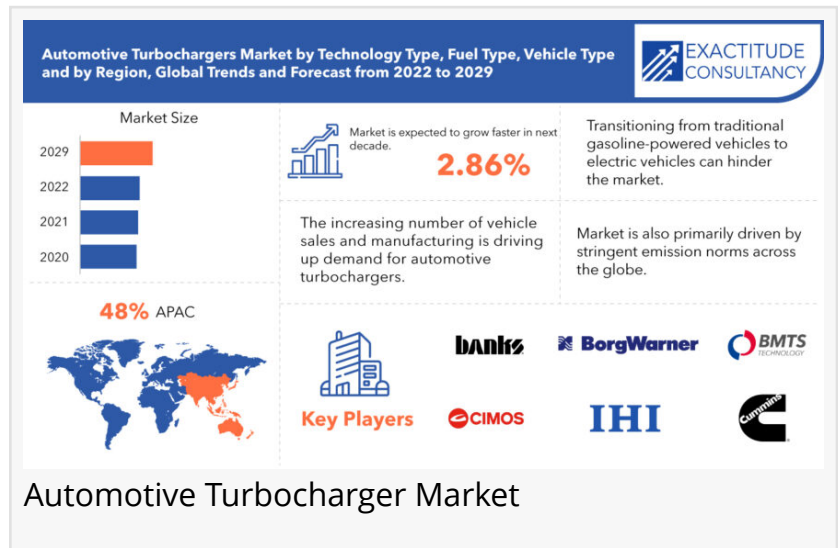 Automotive Turbochargers Market by Technology Type, Fuel Type, Vehicle Type
and by Region, Global Trends and Forecast from 2022 to 2029
EXACTITUDE
CONSULTANCY
Market Size
2029
2022
2021
2020
Market is expected to grow faster in next
decade.
2.86%
Transitioning from traditional
gasoline-powered vehicles to
electric vehicles can hinder
the market.
The increasing number of vehicle
sales and manufacturing is driving
up demand for automotive
turbochargers.
Market is also primarily driven by
stringent emission norms across
the globe.
48% APAC
Key Players
banks
BorgWarner
BMTS
TECHNOLOGY
CIMOS
IHI
Cummins
Automotive Turbocharger Market